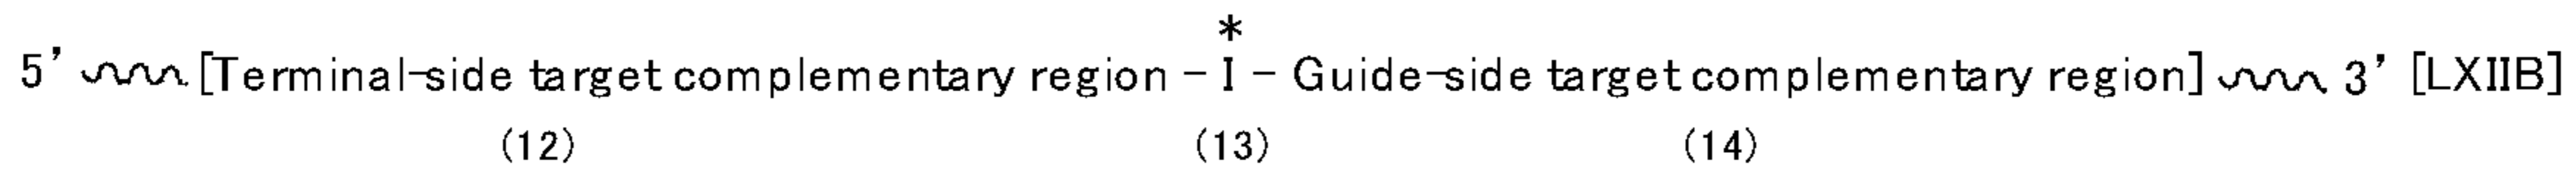 *
5’ [Terminal-side target complementary region － I － Guide-side target complementary region] 3’ [LXIIB]
(12) (13) (14)